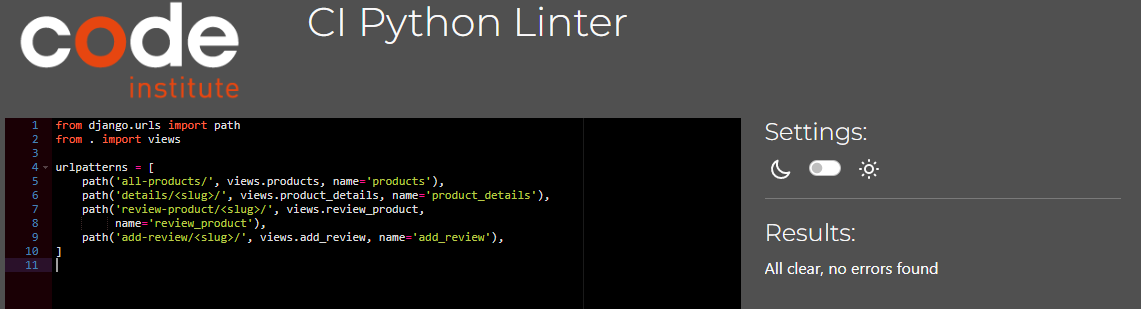 code
institute
CI Python Linter
1 from django.urls import path
2 from . import views
3
4 urlpatterns = [
5     path('all-products/', views.products, name='products'),
6     path('details/<slug>/', views.product_details, name='product_details'),
7     path('review-product/<slug>/', views.review_product,
8          name='review_product'),
9     path('add-review/<slug>/', views.add_review, name='add_review'),
10 ]
11
Settings:
Results:
All clear, no errors found